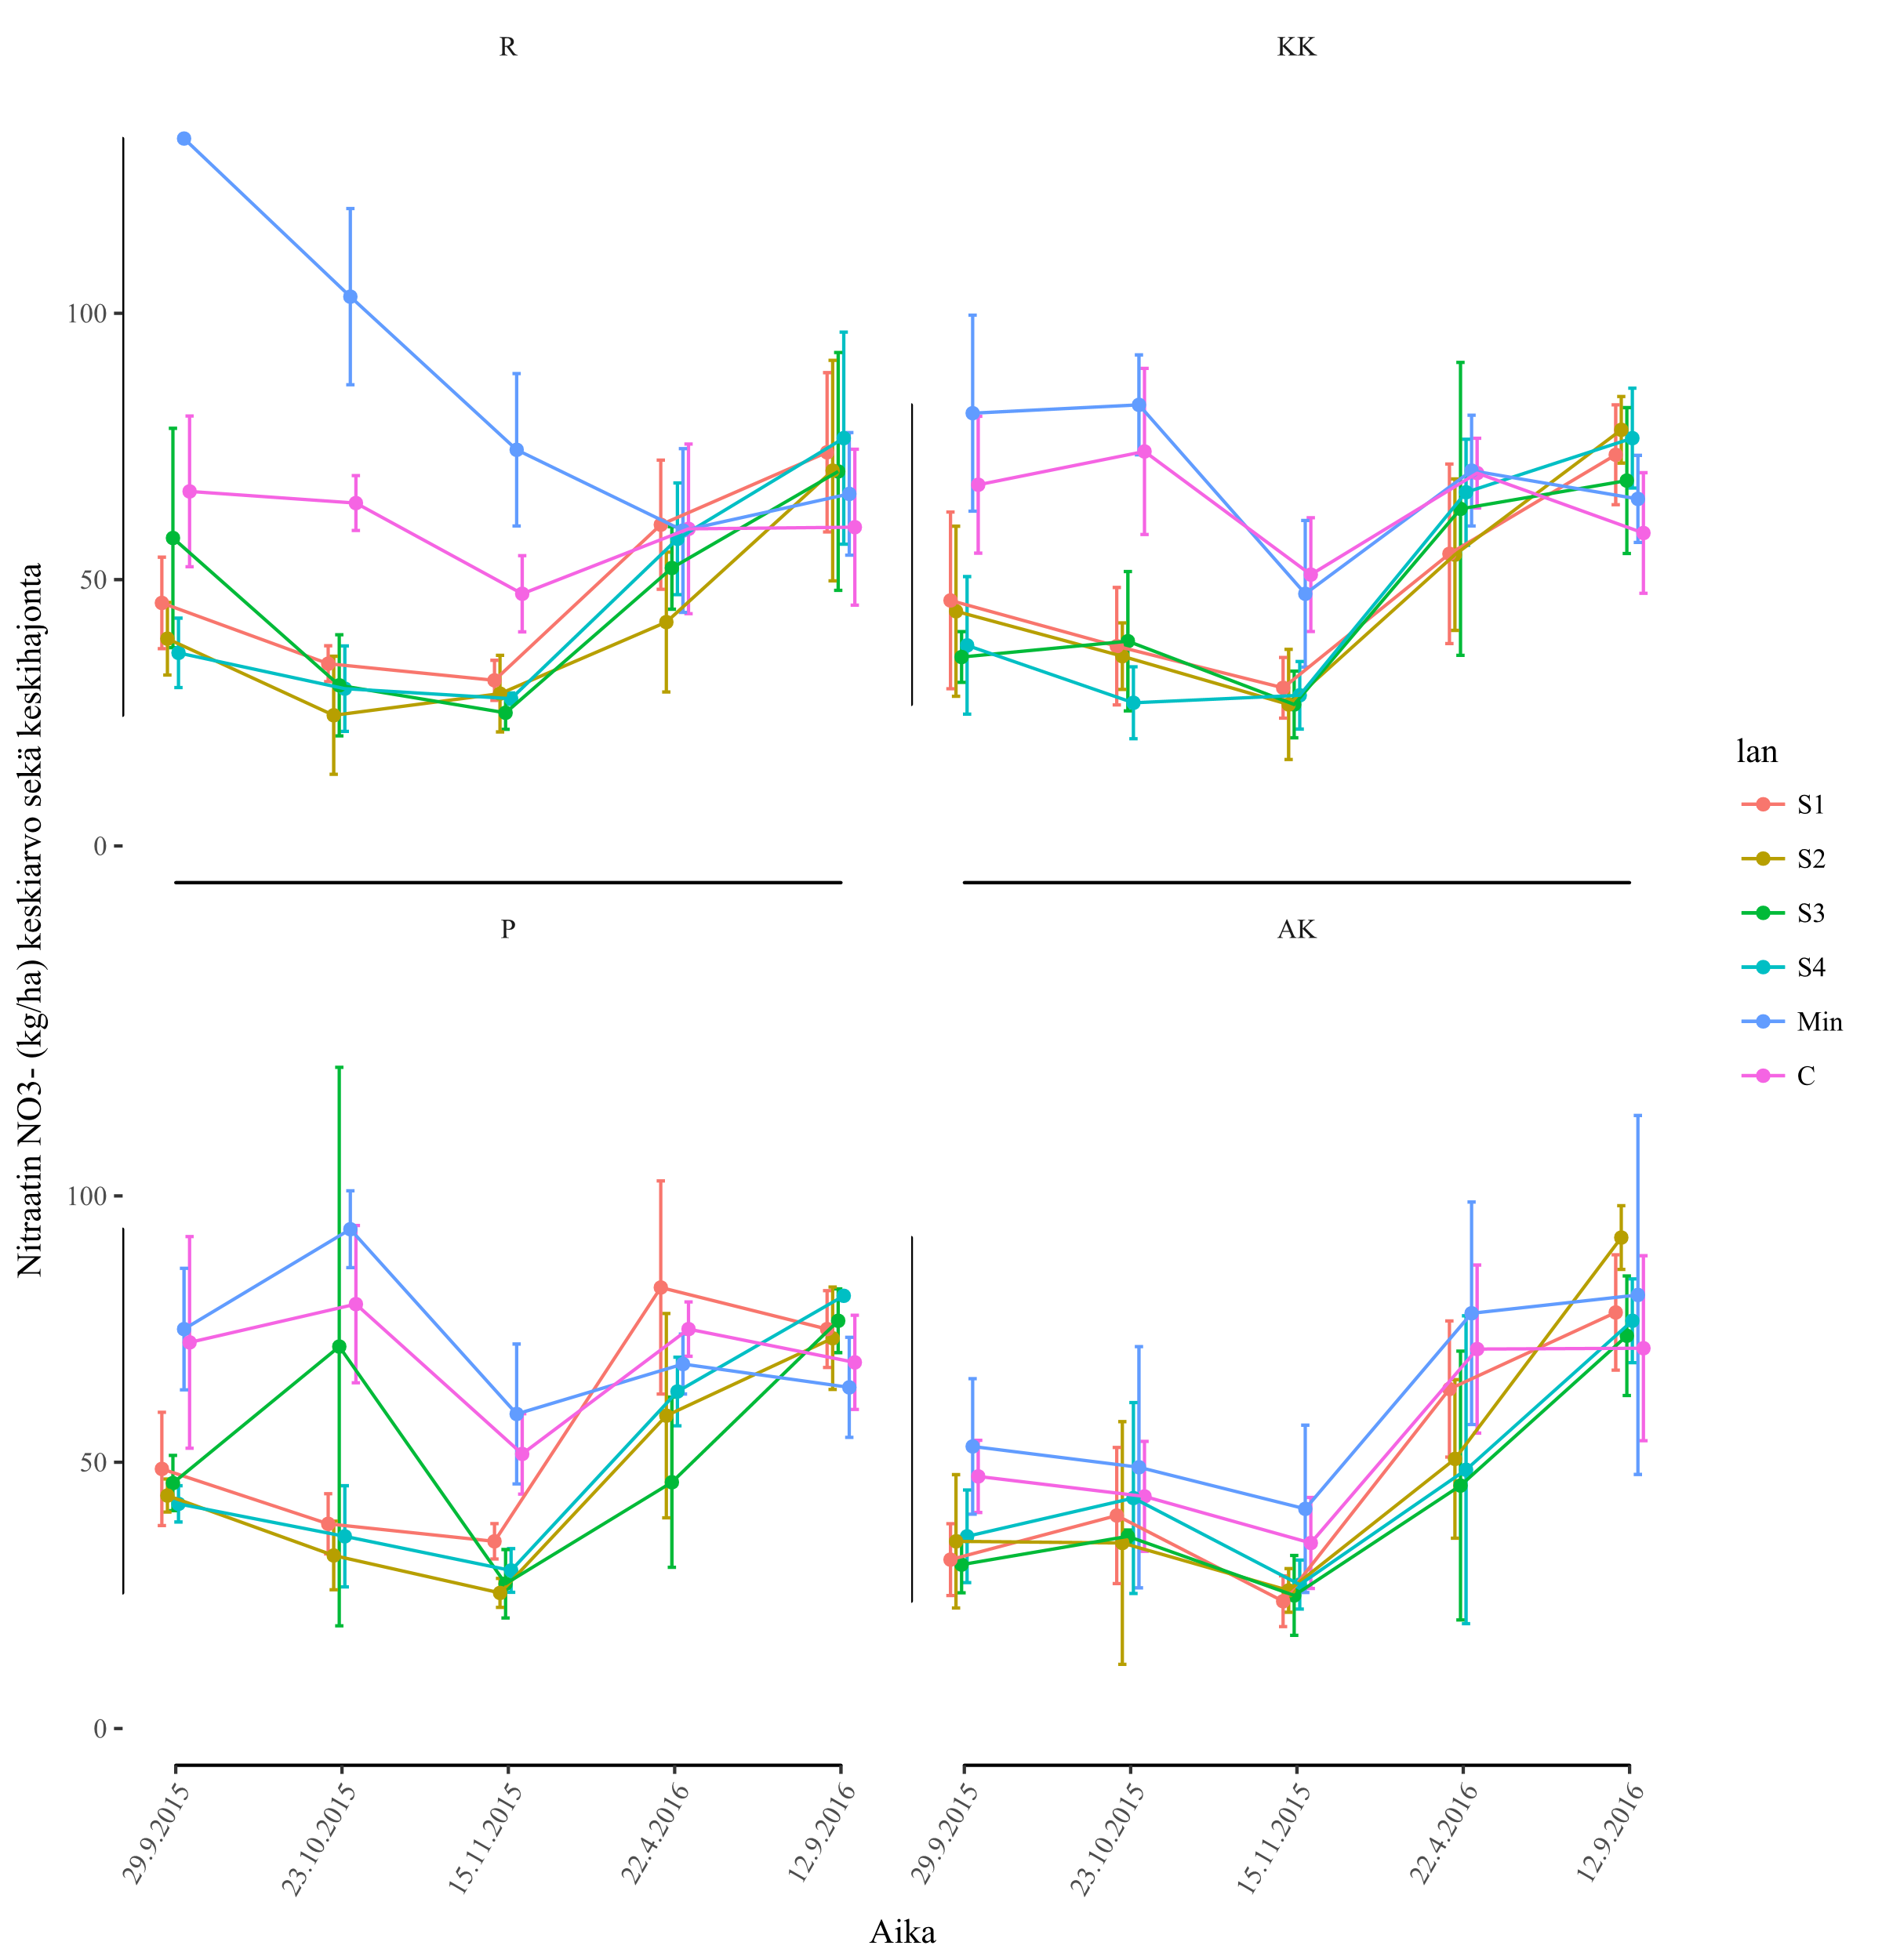 R
KK
100
50
0
P
AK
100
50
0
29.9.2015
23.10.2015
15.11.2015
22.4.2016
12.9.2016
29.9.2015
23.10.2015
15.11.2015
22.4.2016
12.9.2016
Aika
Nitraatin NO3- (kg/ha) keskiarvo sekä keskihajonta
lan
S1
S2
S3
S4
Min
C